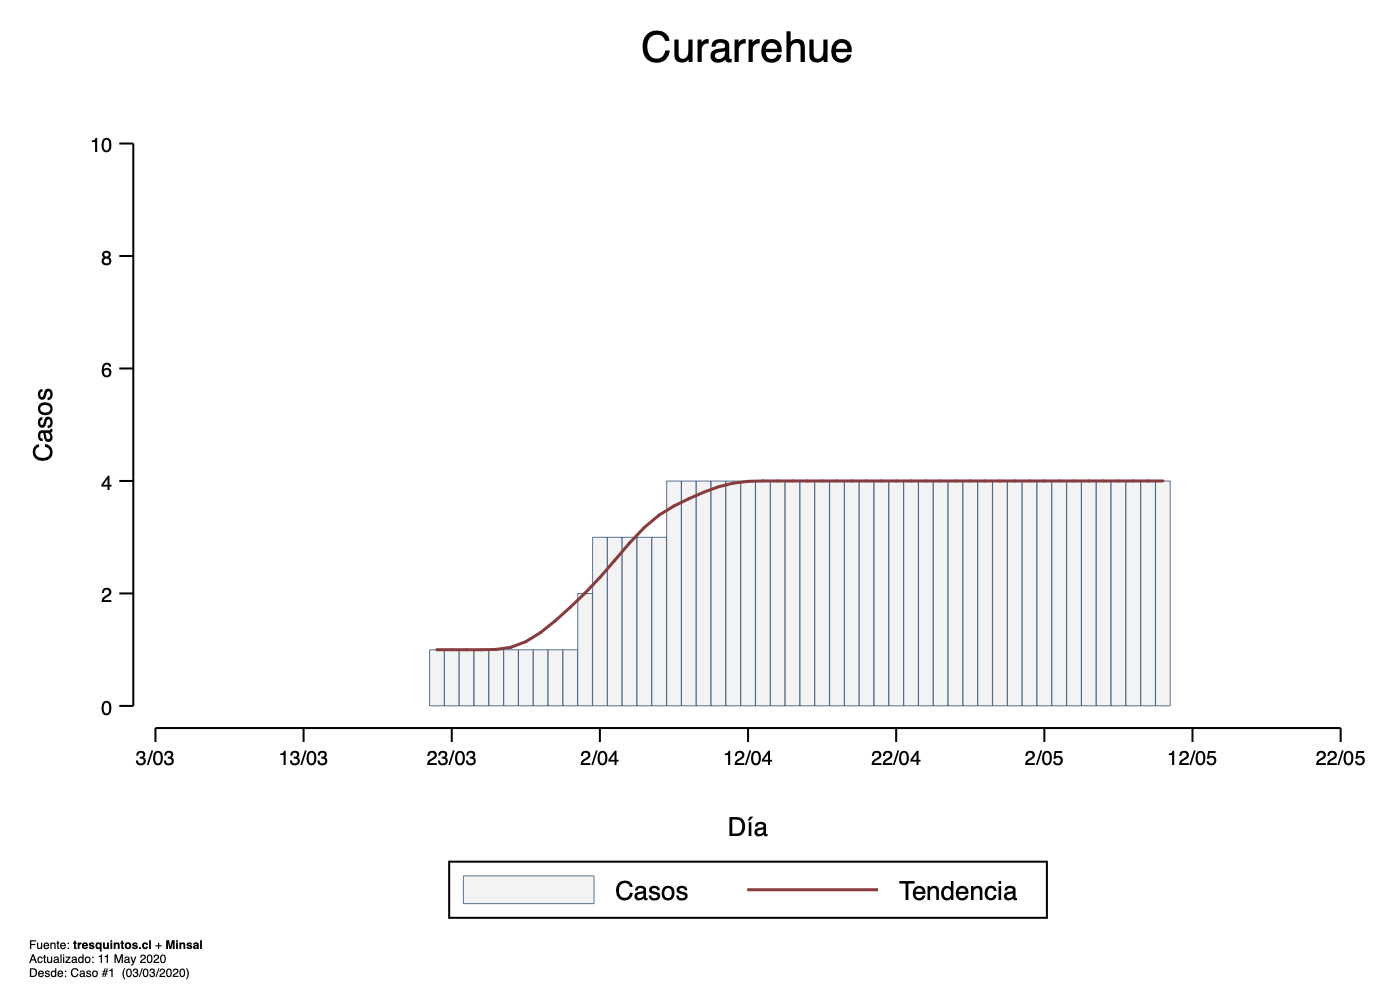 Curarrehue
10
8
6
4
2
0
Casos
3/03 13/03 23/03 2/04 12/04 22/04 2/05 12/05 22/05
Día
Casos Tendencia
Fuente: tresquintos.cl + Minsal
Actualizado: 11 May 2020
Desde: Caso #1 (03/03/2020)